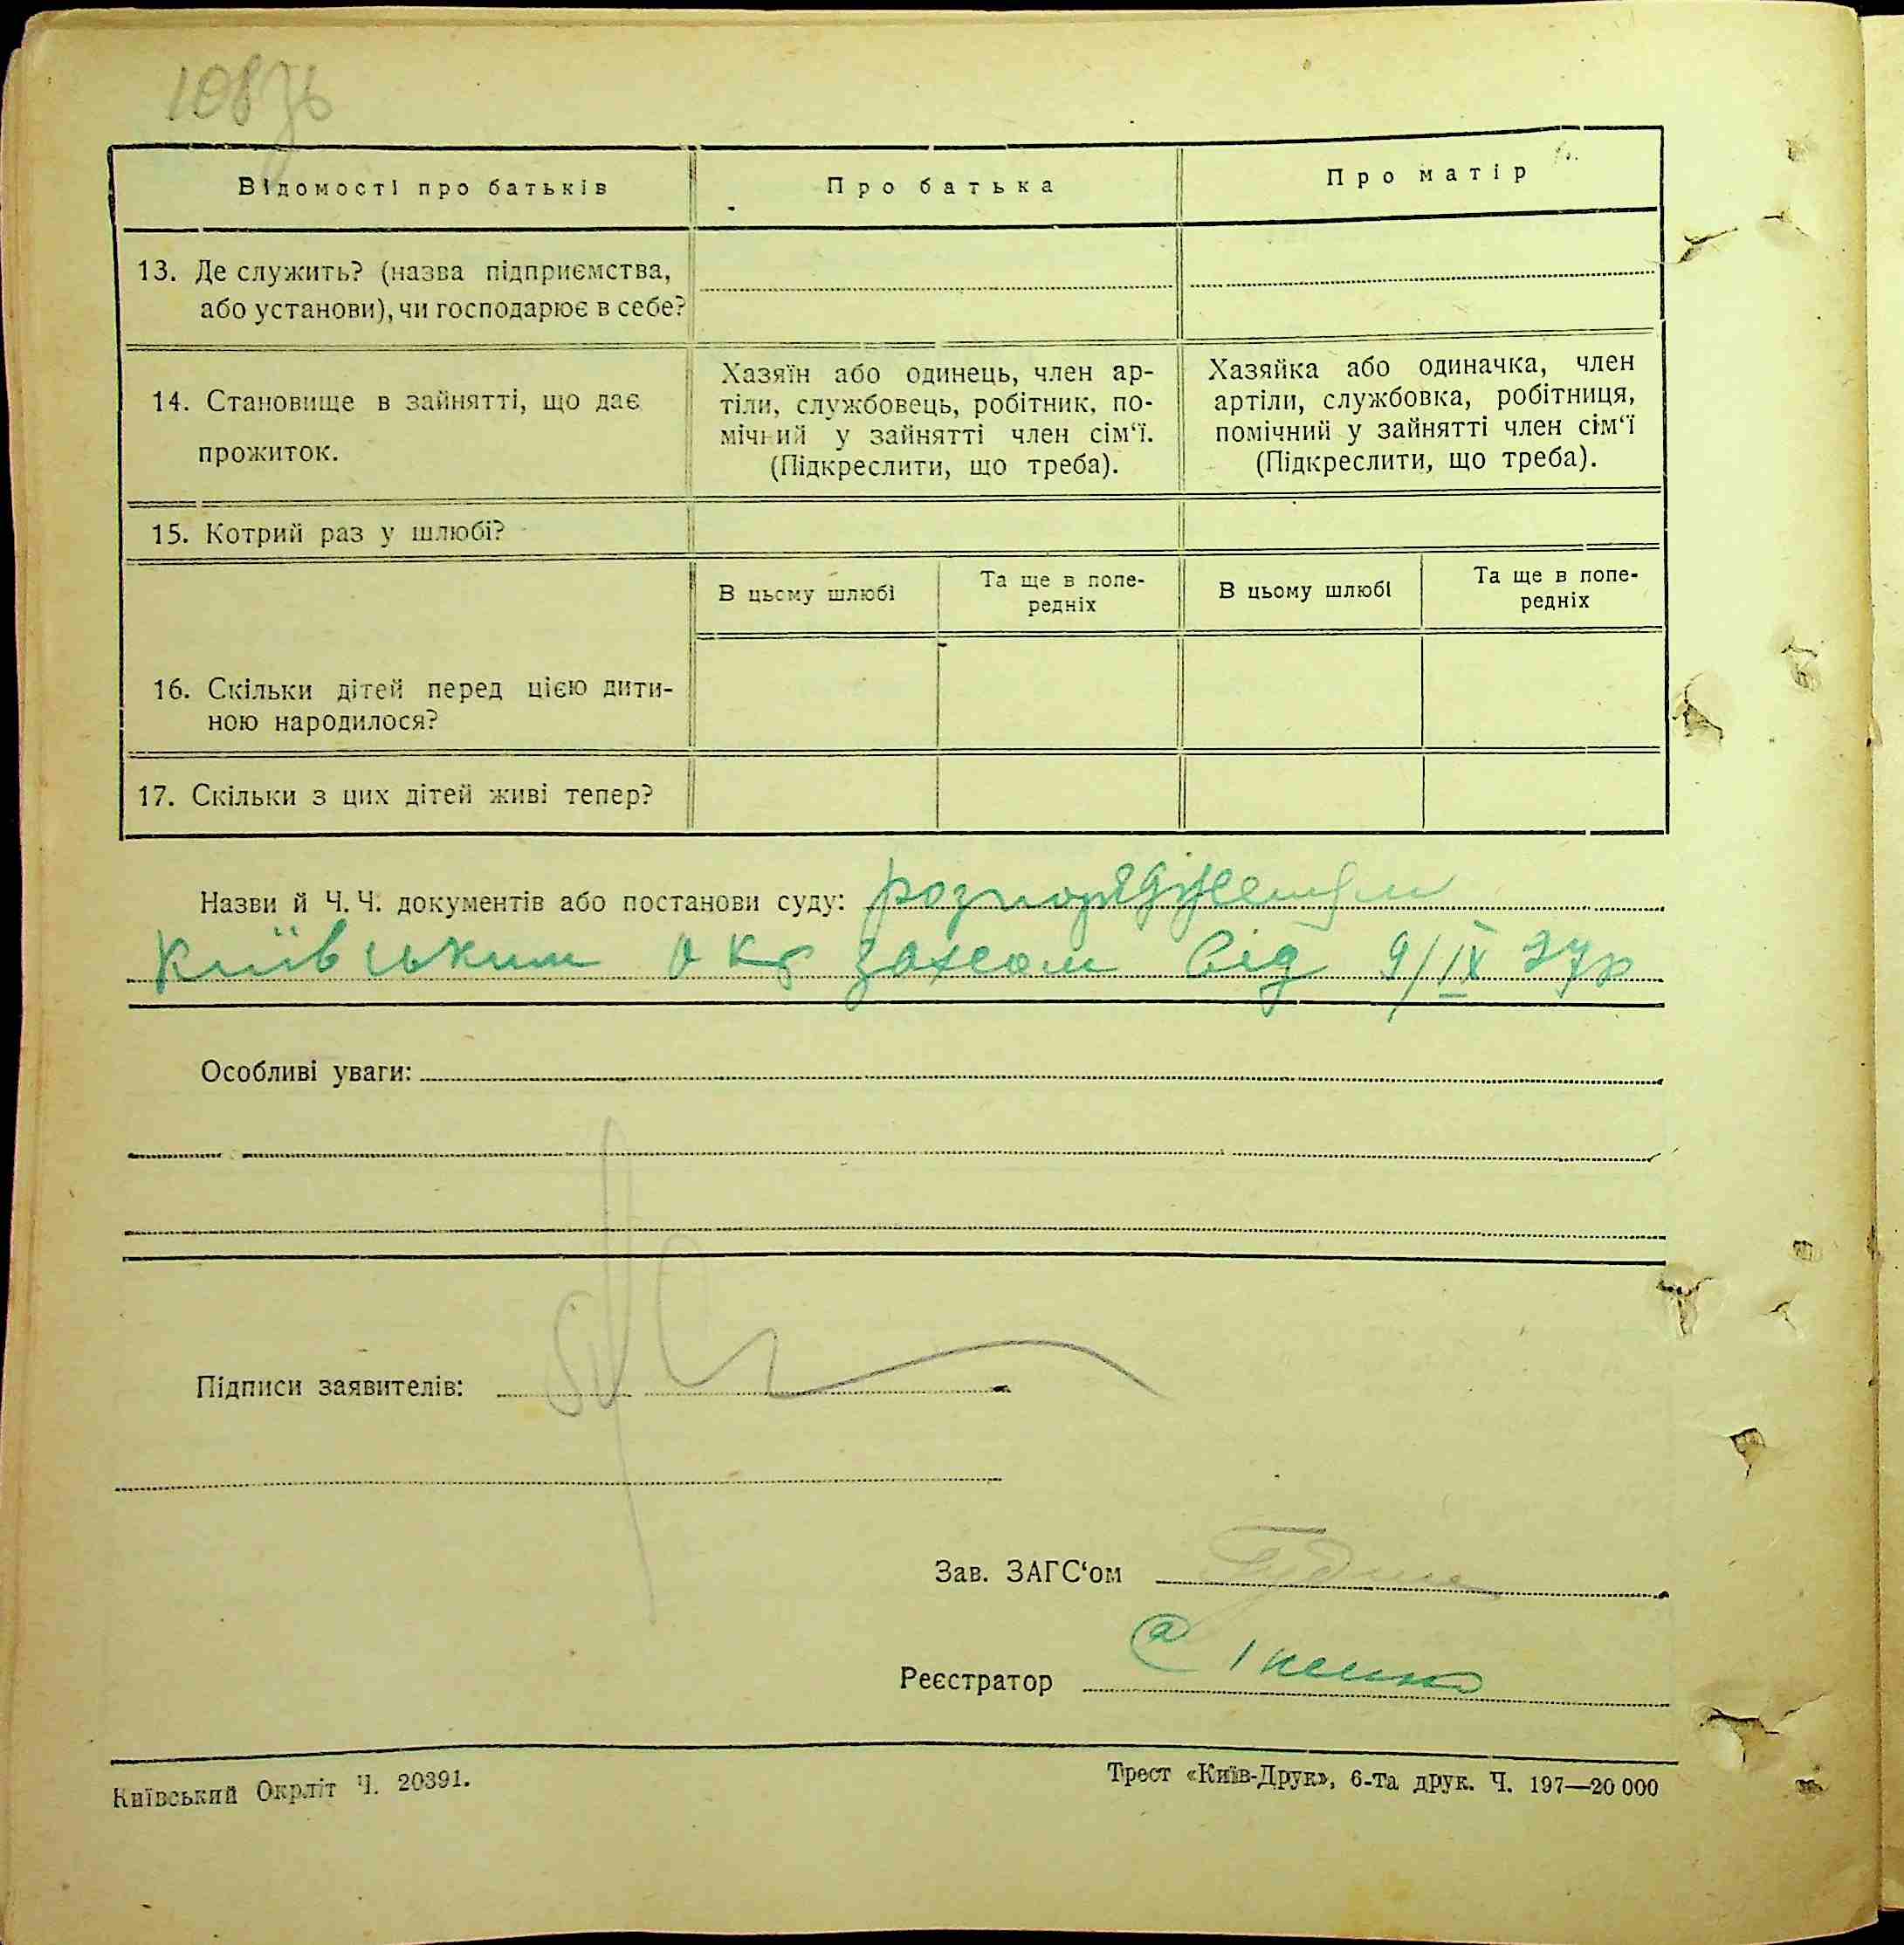 108зв
Відомості про батьків
Про батька
Про матір
13. Де служить? (назва підприємства,
або установи), чи господарює в себе?
14. Становище в зайнятті, що дає
прожиток.
Хазяїн або одинець, член ар-
тіли, службовець, робітник, по-
мічний у зайнятті член сім‘ї.
(Підкреслити, що треба).
Хазяйка або одиначка, член
артіли, службовка, робітниця,
помічний у зайнятті член сім‘ї
(Підкреслити, що треба).
15. Котрий раз у шлюбі?
В цьому шлюбі
Та ще в попе-
редніх
В цьому шлюбі
Та ще в попе-
редніх
16. Скільки дітей перед цією дити-
ною народилося?
17. Скільки з цих дітей живі тепер?
Назви й Ч. Ч. документів або постанови суду: розпорядженням
Київським окр загсом від 9/IX 27р
Особливі уваги:
Підписи заявителів:
Зав. ЗАГС‘ом
Реєстратор
Київський Окрліт Ч. 20391.
Трест «Київ-Друк», 6-та друк. Ч. 197—20 000